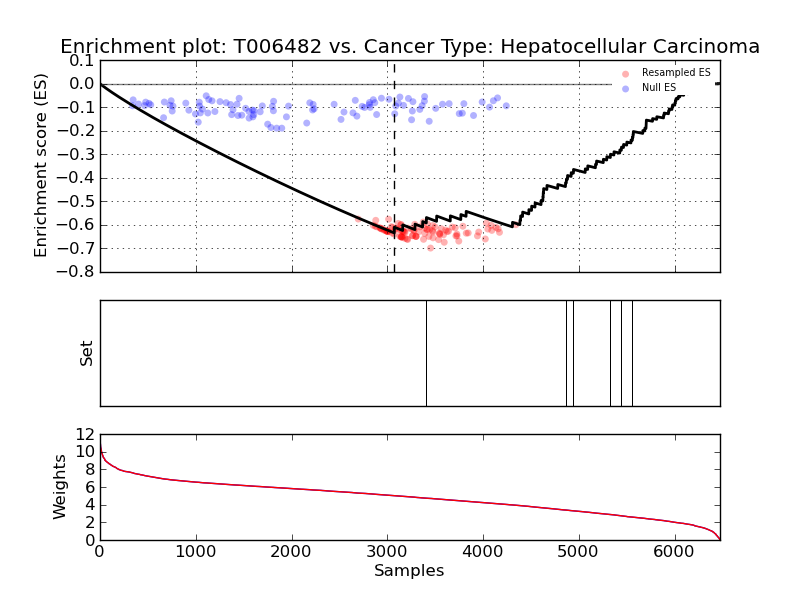 Enrichment plot: T006482 vs. Cancer Type: Hepatocellular Carcinoma
Enrichment score (ES)
0.1
0.0
−0.1
−0.2
−0.3
−0.4
−0.5
−0.6
−0.7
−0.8
Resampled ES
Null ES
Set
Weights
12
10
8
6
4
2
0
0 1000 2000 3000 4000 5000 6000
Samples